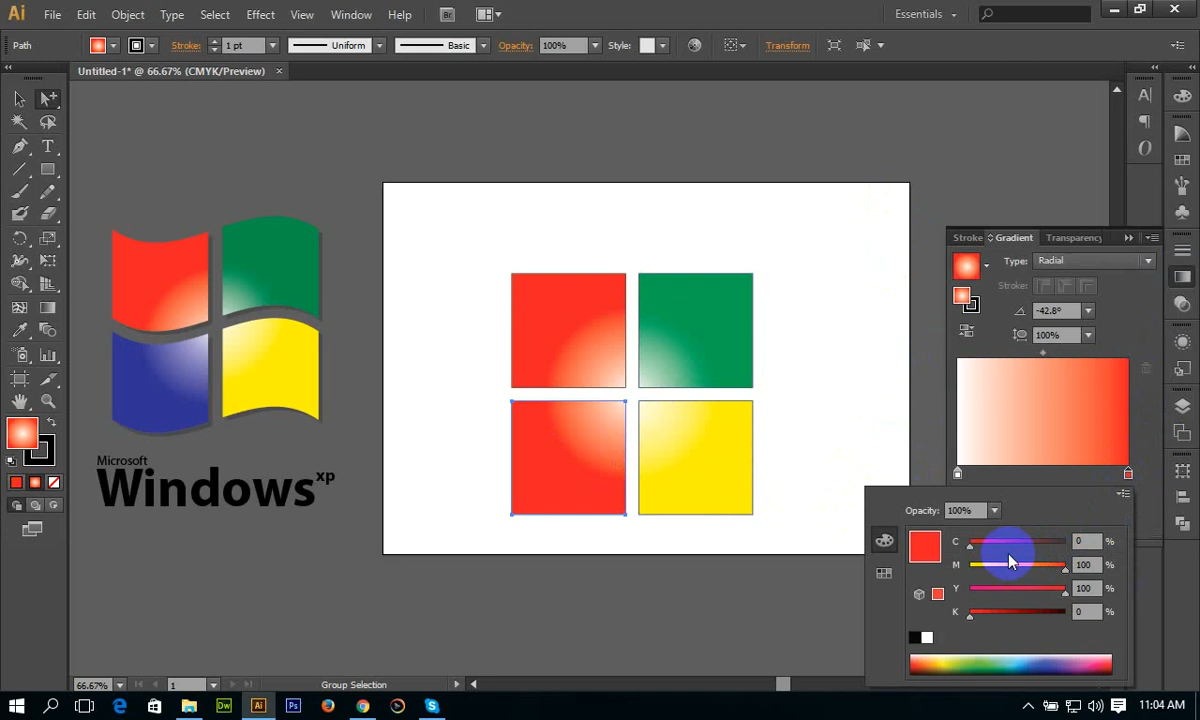 Ai File Edit Object Type Select Effect View Window Help Br Essentials
Path Stroke: 1 pt Uniform Basic Opacity: 100% Style: Transform
Untitled-1* @ 66.67% (CMYK/Preview) ×
Stroke Gradient Transparency
Type: Radial
Stroke:
-42.8°
100%
Microsoft
Windows xp
Opacity: 100%
C 0 %
M 100 %
Y 100 %
K 0 %
66.67% 1 Group Selection
11:04 AM